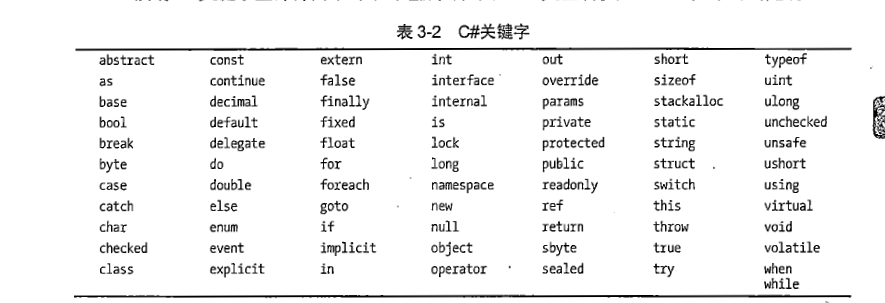 表 3-2 C#关键字
abstract const extern int out short typeof
as continue false interface override sizeof uint
base decimal finally internal params stackalloc ulong
bool default fixed is private static unchecked
break delegate float lock protected string unsafe
byte do for long public struct ushort
case double foreach namespace readonly switch using
catch else goto new ref this virtual
char enum if null return throw void
checked event implicit object sbyte true volatile
class explicit in operator sealed try when
while